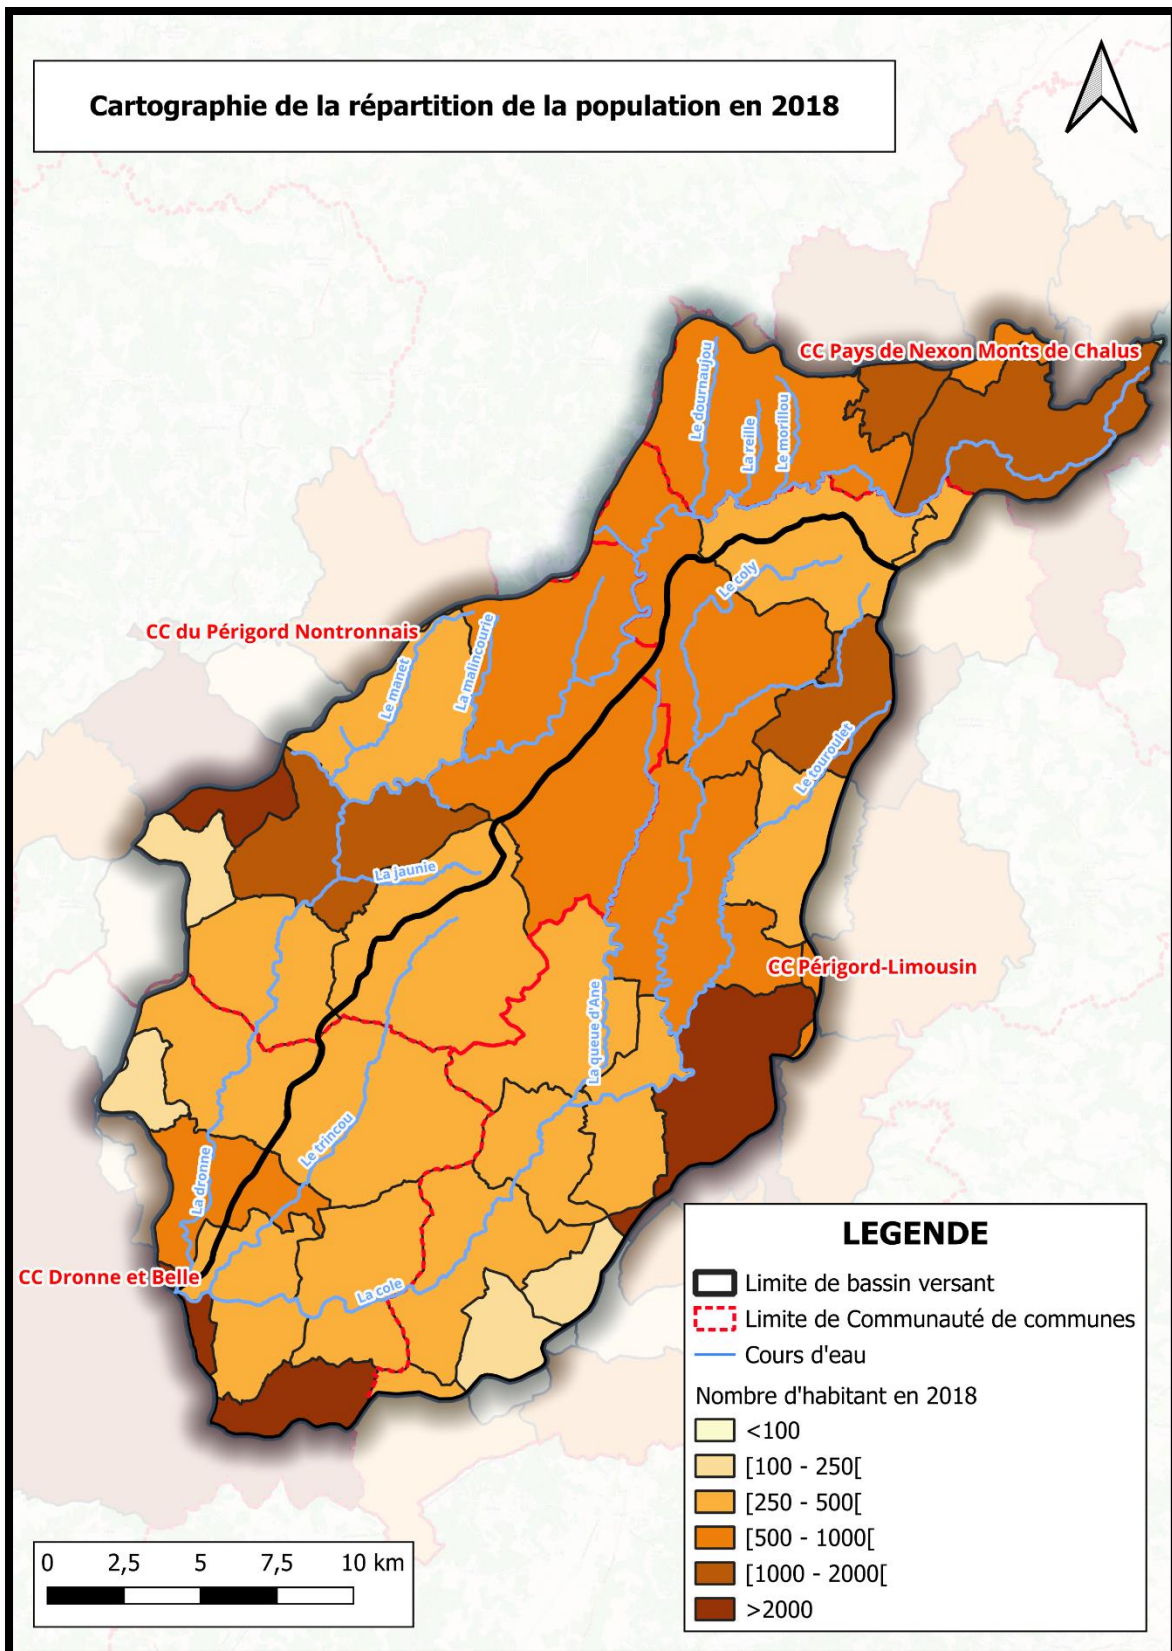 Cartographie de la répartition de la population en 2018
CC Pays de Nexon Monts de Chalus
Le dournaujou
La reille
Le morillou
Le coly
CC du Périgord Nontronnais
Le manet
La malincourie
Le touroulet
La jaunie
CC Périgord-Limousin
La queue d'Ane
Le trincou
La dronne
CC Dronne et Belle
La cole
LEGENDE
Limite de bassin versant
Limite de Communauté de communes
Cours d'eau
Nombre d'habitant en 2018
<100
[100 - 250[
[250 - 500[
[500 - 1000[
[1000 - 2000[
>2000
0 2,5 5 7,5 10 km